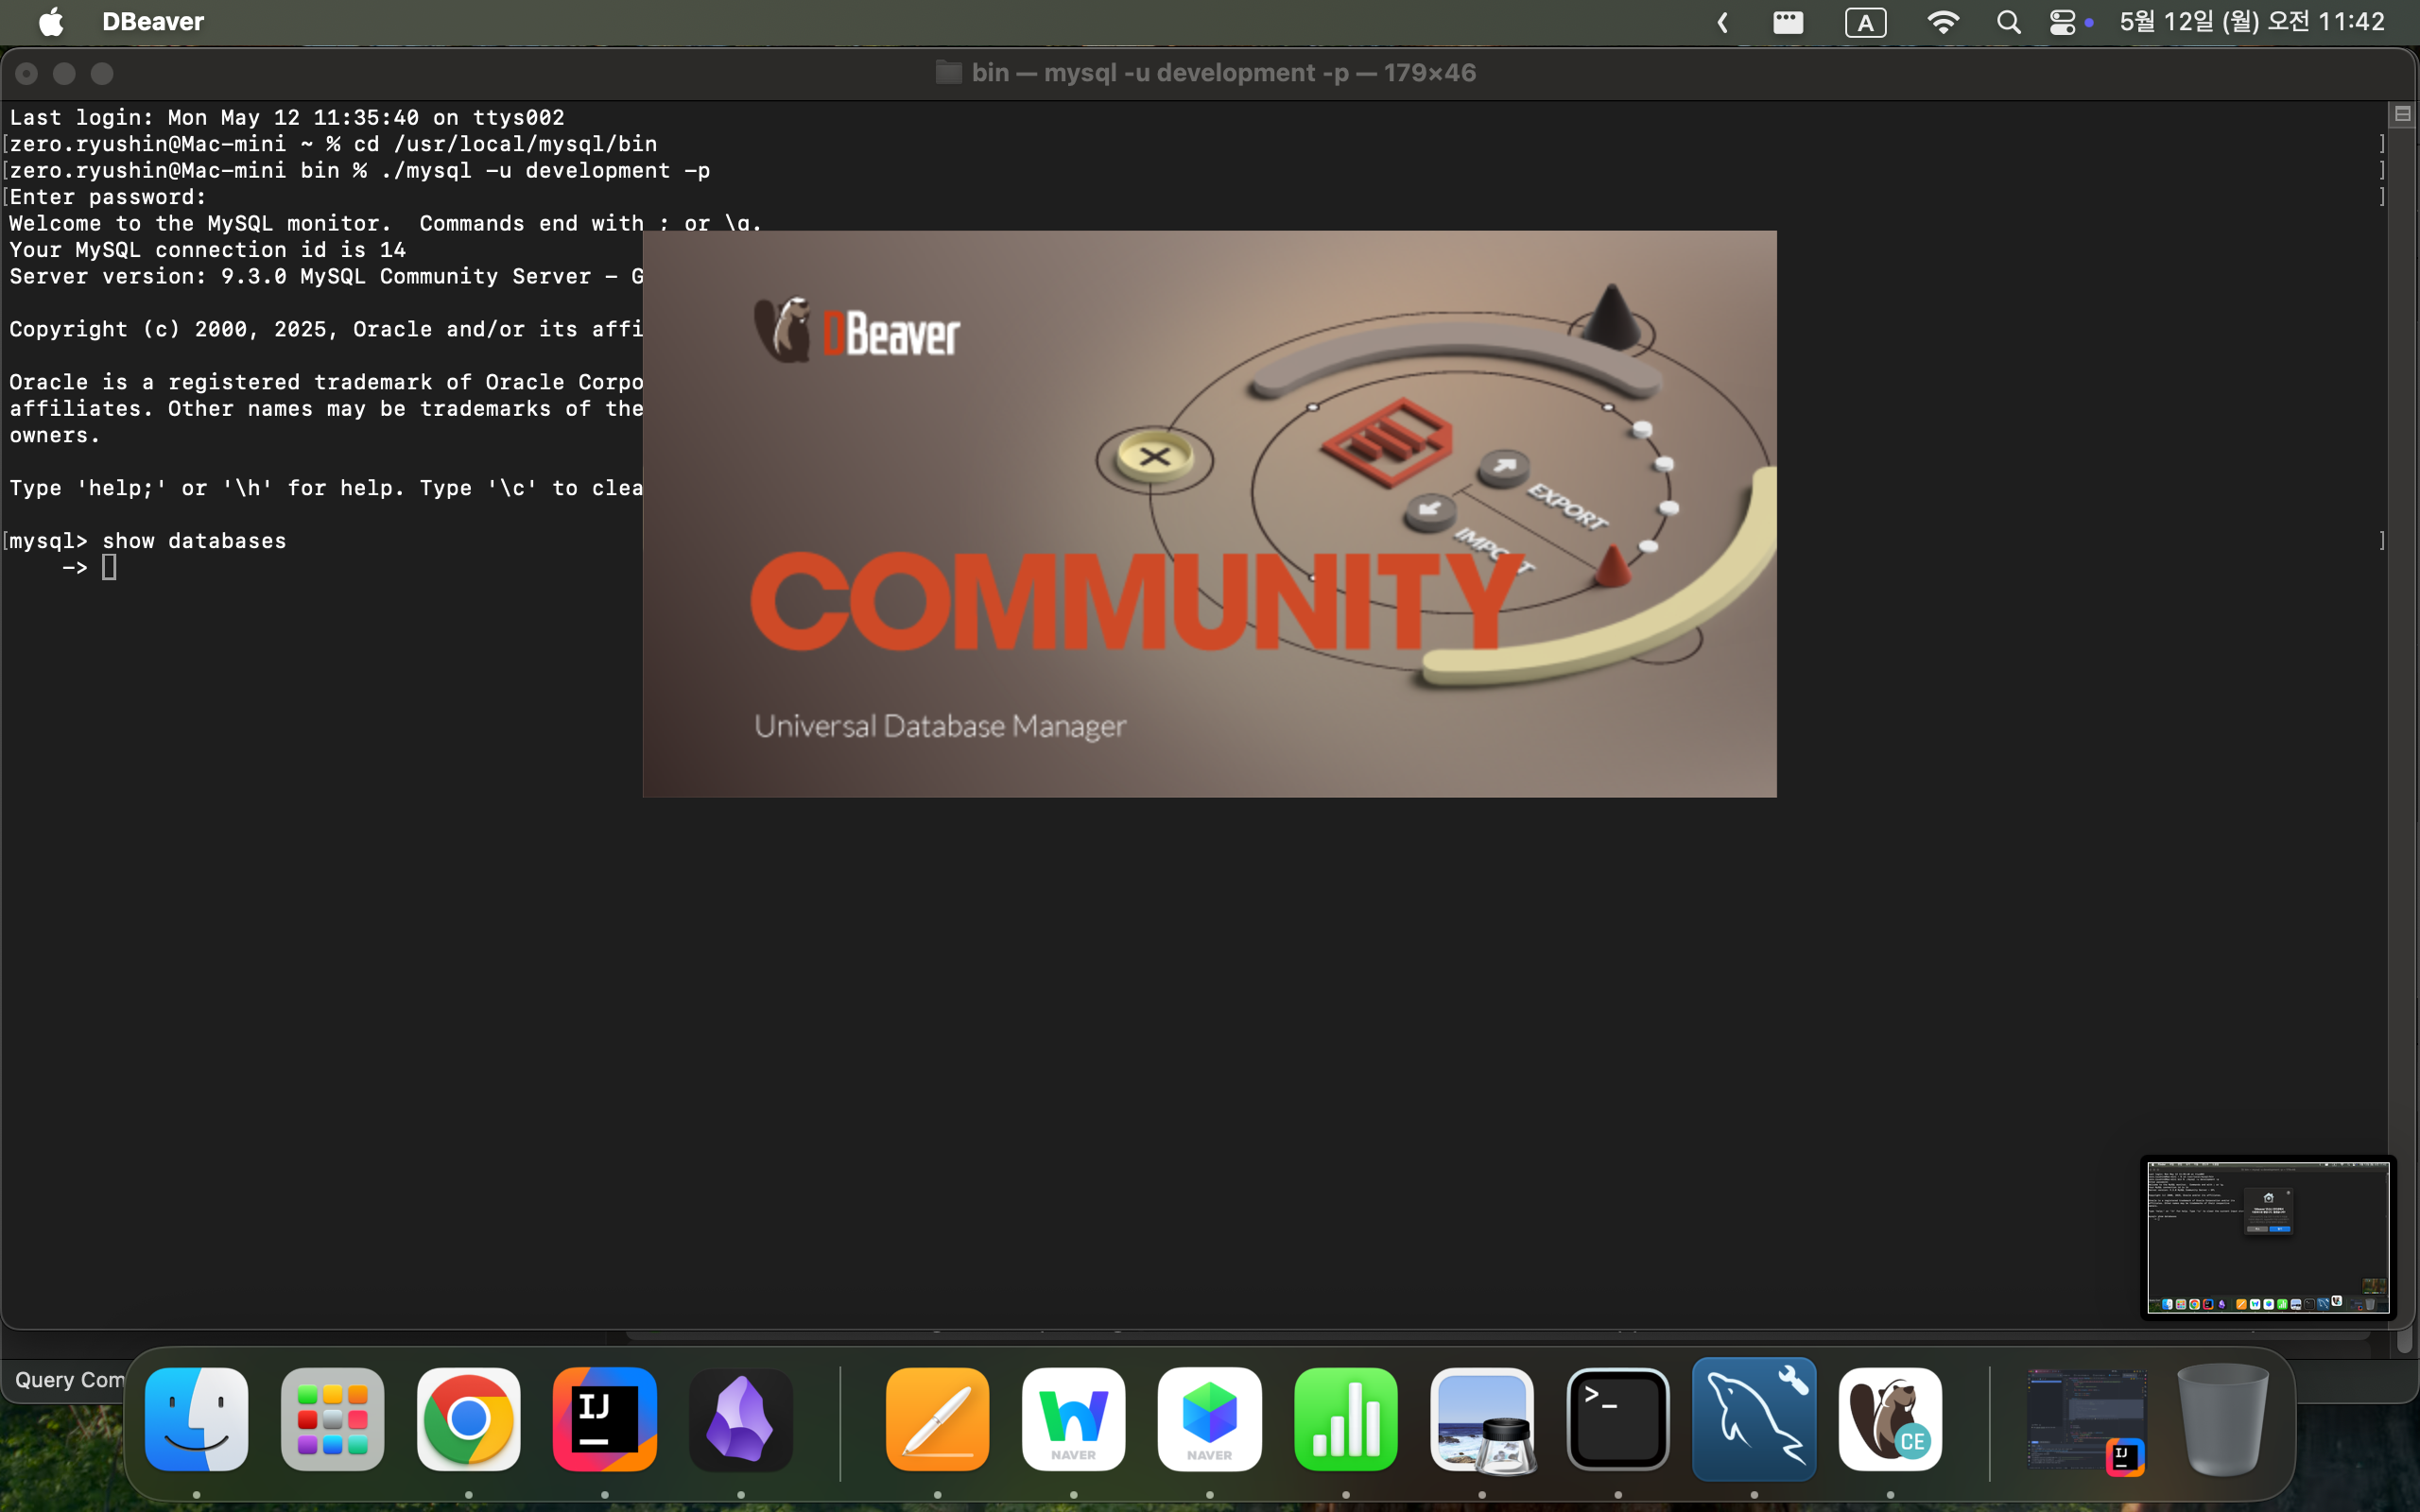 DBeaver
A
5월 12일 (월) 오전 11:42
bin — mysql -u development -p — 179×46
Last login: Mon May 12 11:35:40 on ttys002
[zero.ryushin@Mac-mini ~ % cd /usr/local/mysql/bin ]
[zero.ryushin@Mac-mini bin % ./mysql -u development -p ]
[Enter password: ]
Welcome to the MySQL monitor.  Commands end with ; or \g.
Your MySQL connection id is 14
Server version: 9.3.0 MySQL Community Server - G
Copyright (c) 2000, 2025, Oracle and/or its affi
Oracle is a registered trademark of Oracle Corpo
affiliates. Other names may be trademarks of the
owners.
Type 'help;' or '\h' for help. Type '\c' to clea
[mysql> show databases ]
->
DBeaver
EXPORT
IMPORT
COMMUNITY
Universal Database Manager
Query Com
IJ
NAVER
NAVER
>_
CE
IJ